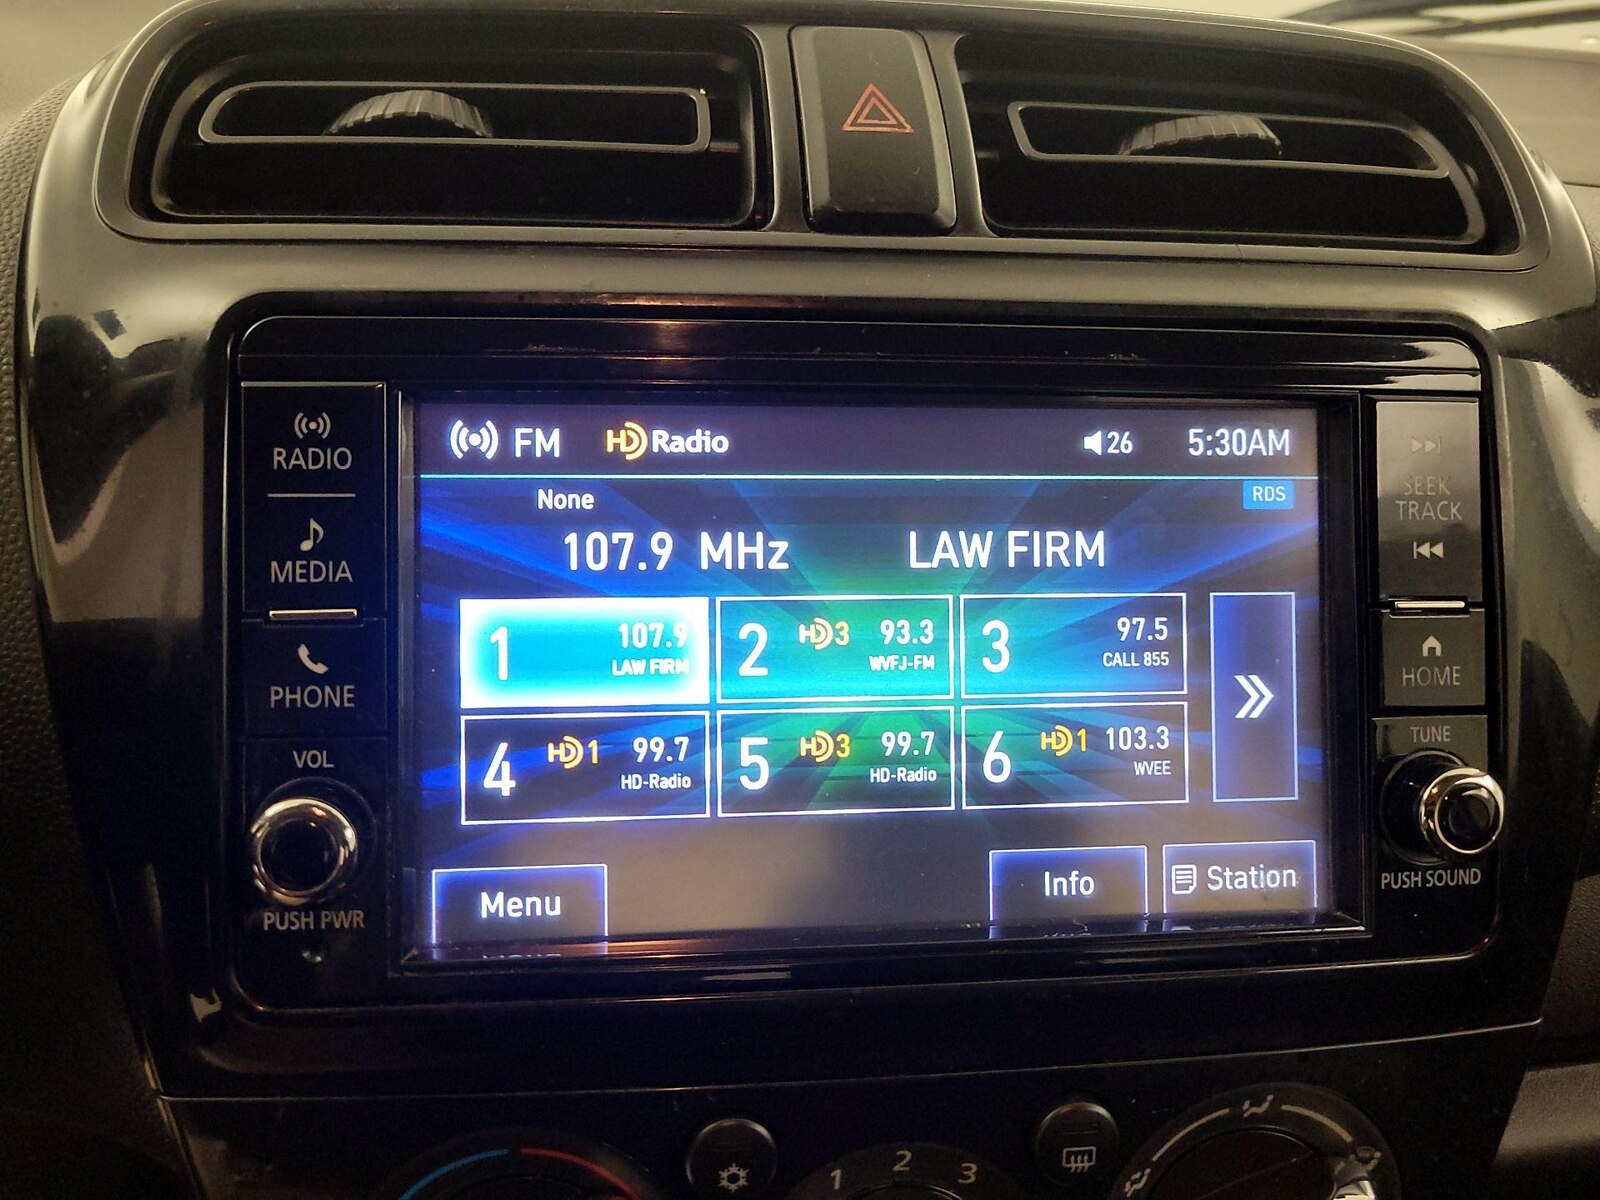 RADIO
MEDIA
PHONE
VOL
PUSH PWR
FM HD Radio 26 5:30AM
None RDS
107.9 MHz LAW FIRM
1 107.9 LAW FIRM
2 HD3 93.3 WVFJ-FM
3 97.5 CALL 855
4 HD1 99.7 HD-Radio
5 HD3 99.7 HD-Radio
6 HD1 103.3 WVEE
Menu Info Station
SEEK
TRACK
HOME
TUNE
PUSH SOUND
1 2 3